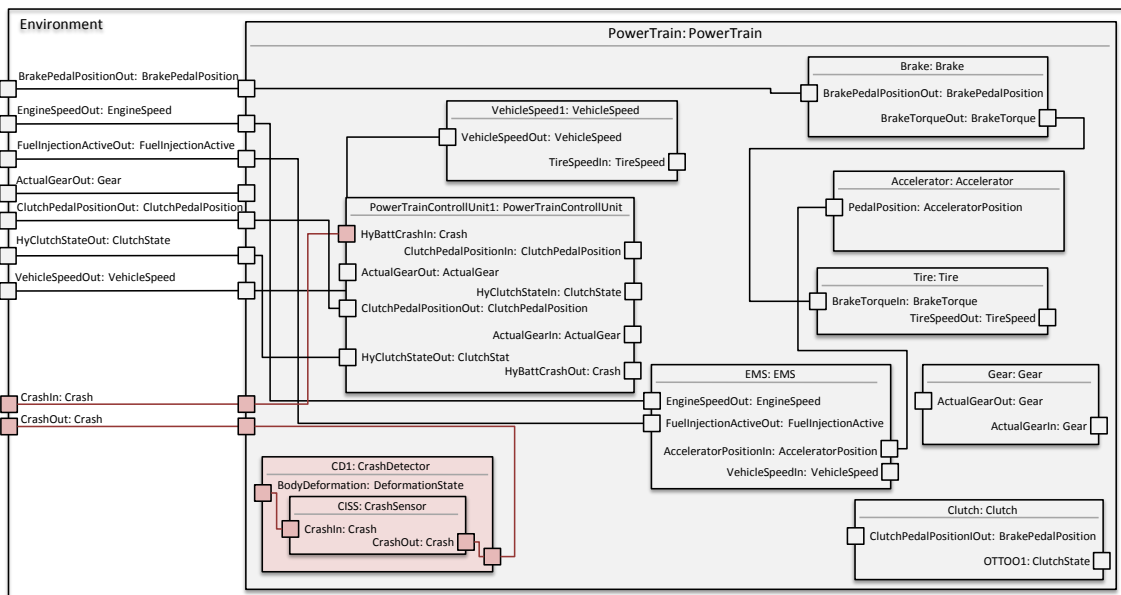 Environment
PowerTrain: PowerTrain
BrakePedalPositionOut: BrakePedalPosition
EngineSpeedOut: EngineSpeed
FuelInjectionActiveOut: FuelInjectionActive
ActualGearOut: Gear
ClutchPedalPositionOut: ClutchPedalPosition
HyClutchStateOut: ClutchState
VehicleSpeedOut: VehicleSpeed
CrashIn: Crash
CrashOut: Crash
VehicleSpeed1: VehicleSpeed
VehicleSpeedOut: VehicleSpeed
TireSpeedIn: TireSpeed
PowerTrainControllUnit1: PowerTrainControllUnit
HyBattCrashIn: Crash
ClutchPedalPositionIn: ClutchPedalPosition
ActualGearOut: ActualGear
HyClutchStateIn: ClutchState
ClutchPedalPositionOut: ClutchPedalPosition
ActualGearIn: ActualGear
HyClutchStateOut: ClutchStat
HyBattCrashOut: Crash
CD1: CrashDetector
BodyDeformation: DeformationState
CISS: CrashSensor
CrashIn: Crash
CrashOut: Crash
Brake: Brake
BrakePedalPositionOut: BrakePedalPosition
BrakeTorqueOut: BrakeTorque
Accelerator: Accelerator
PedalPosition: AcceleratorPosition
Tire: Tire
BrakeTorqueIn: BrakeTorque
TireSpeedOut: TireSpeed
EMS: EMS
EngineSpeedOut: EngineSpeed
FuelInjectionActiveOut: FuelInjectionActive
AcceleratorPositionIn: AcceleratorPosition
VehicleSpeedIn: VehicleSpeed
Gear: Gear
ActualGearOut: Gear
ActualGearIn: Gear
Clutch: Clutch
ClutchPedalPositionIOut: BrakePedalPosition
OTTOO1: ClutchState